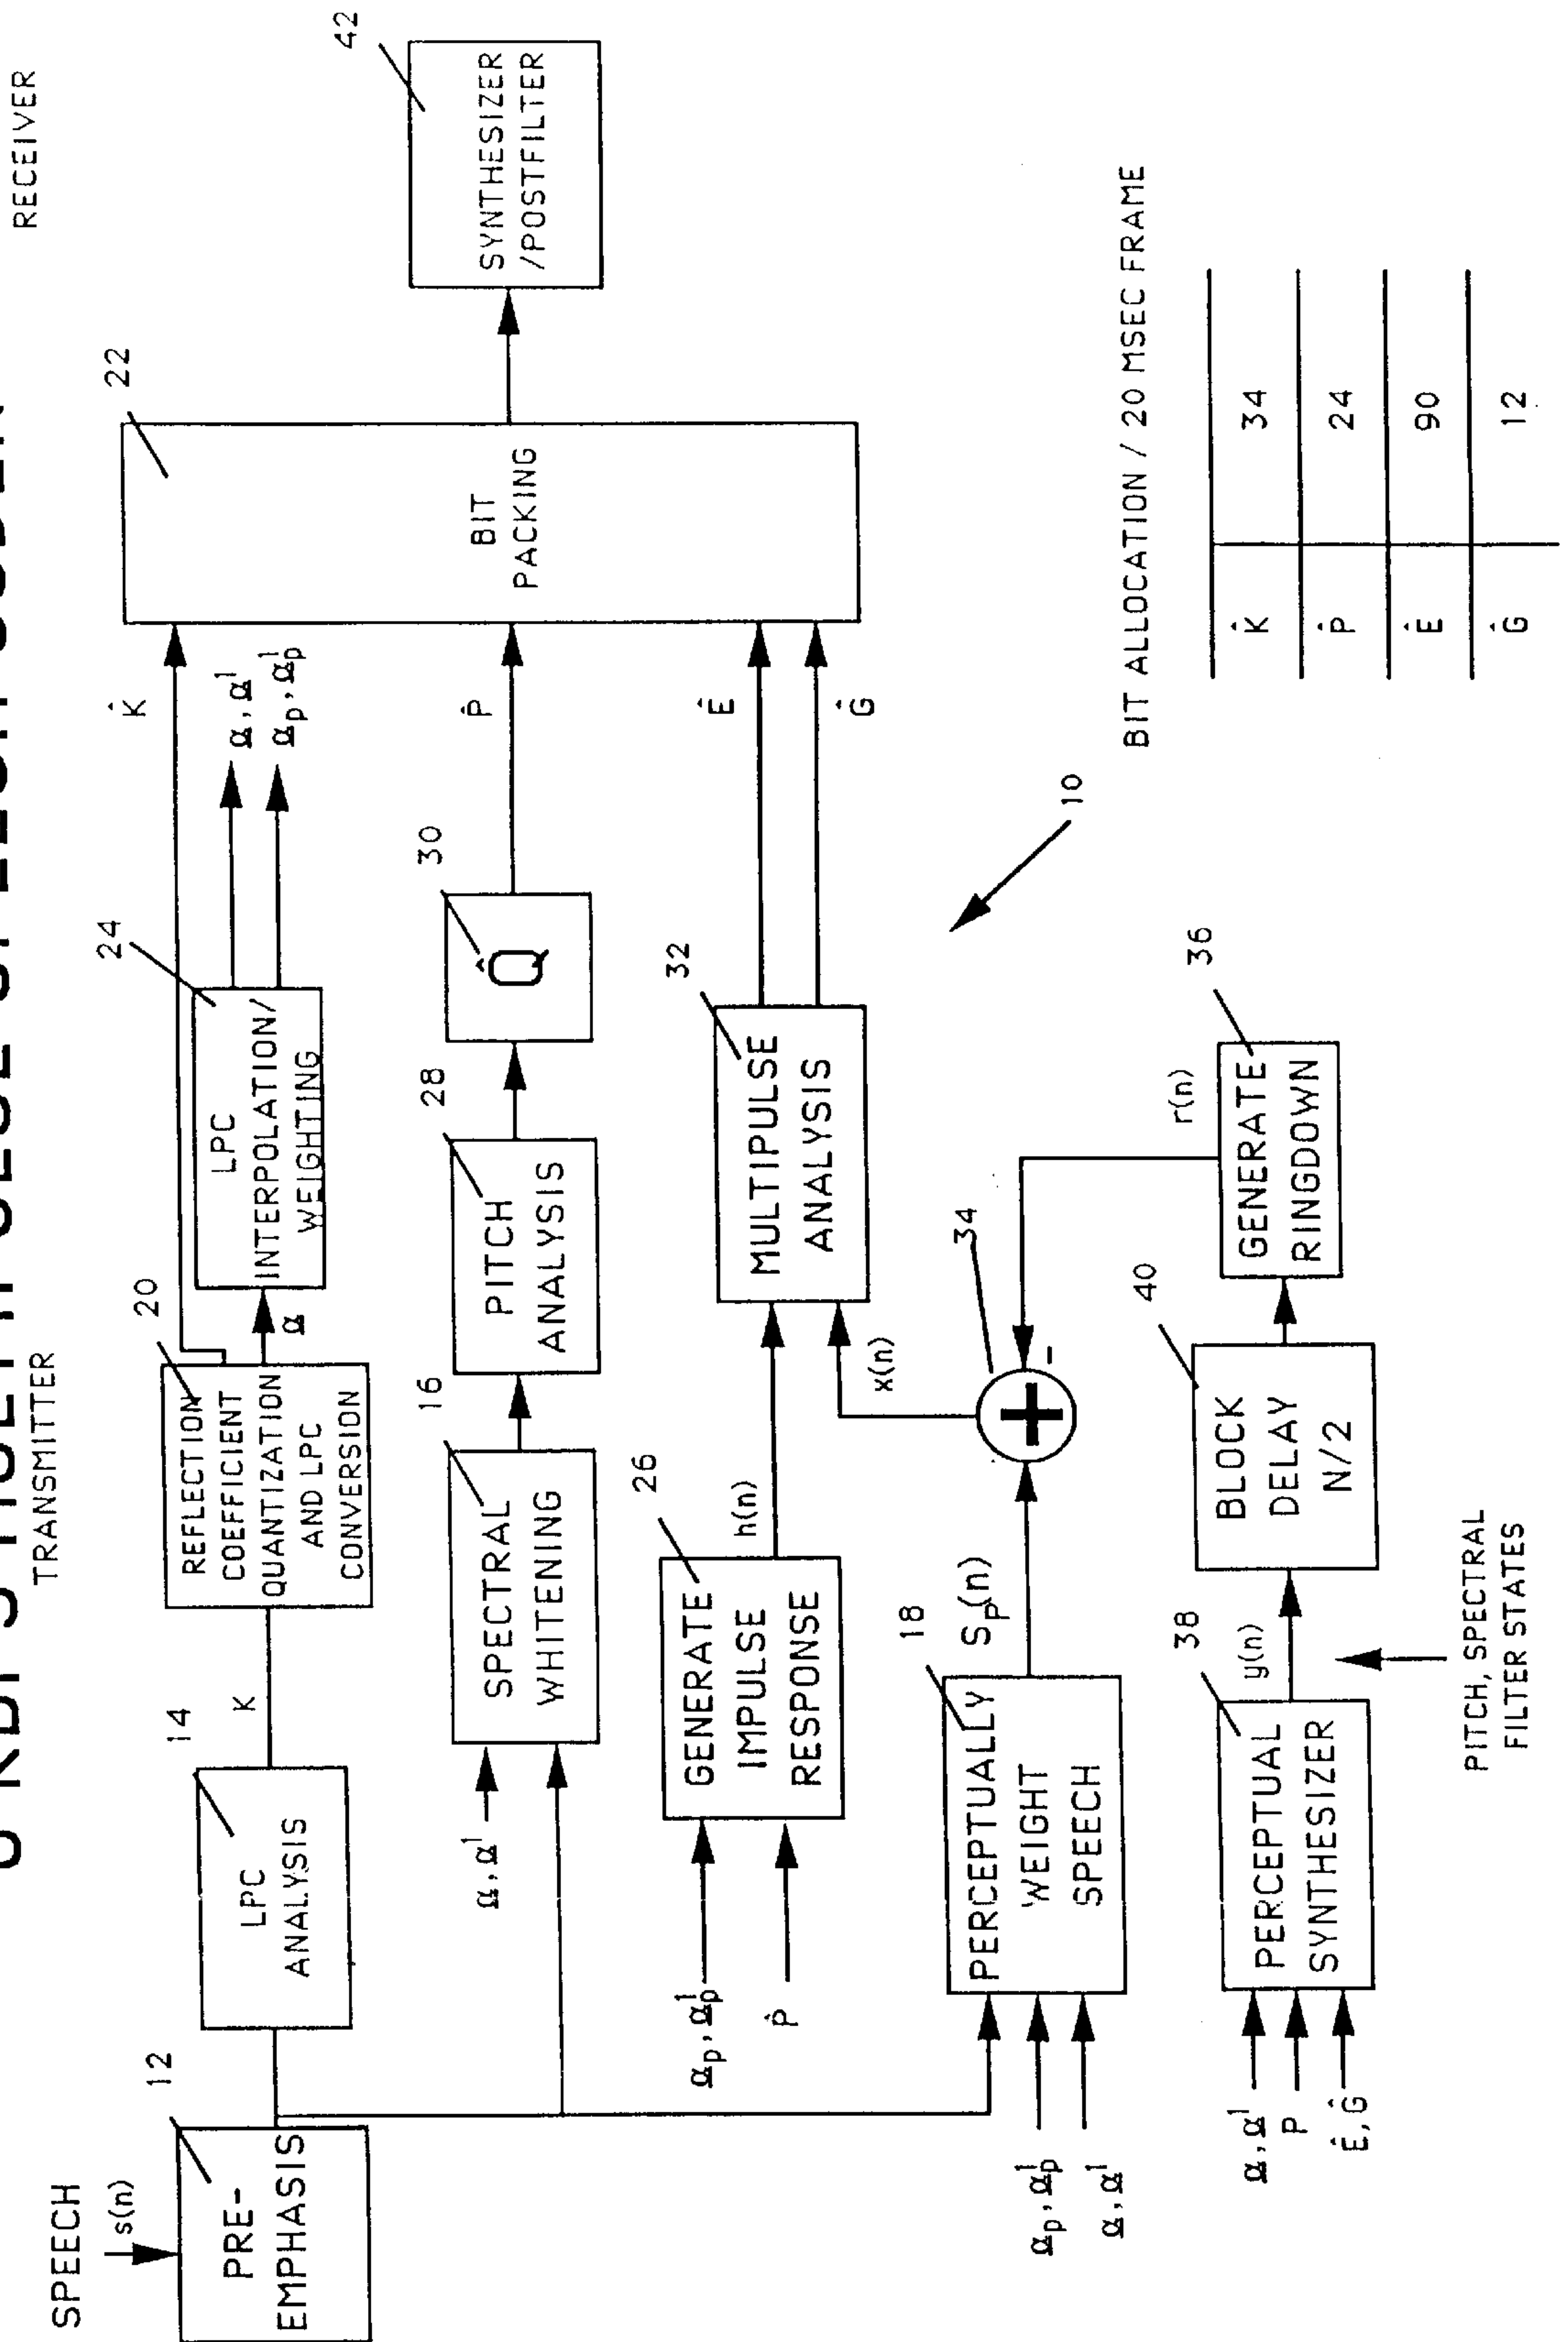 TRANSMITTER
RECEIVER
SPEECH
s(n)
12
PRE-
EMPHASIS
14
LPC
ANALYSIS
K
20
REFLECTION
COEFFICIENT
QUANTIZATION
AND LPC
CONVERSION
α
24
LPC
INTERPOLATION/
WEIGHTING
K̂
α, α¹
αp, αp¹
22
BIT
PACKING
42
SYNTHESIZER
/POSTFILTER
α, α¹
16
SPECTRAL
WHITENING
28
PITCH
ANALYSIS
30
Q̂
P̂
αp, αp¹
P̂
26
GENERATE
IMPULSE
RESPONSE
h(n)
32
MULTIPULSE
ANALYSIS
Ê
Ĝ
x(n)
αp, αp¹
α, α¹
18
PERCEPTUALLY
WEIGHT
SPEECH
Sp(n)
34
+
-
r(n)
10
α, α¹
P
Ê, Ĝ
38
PERCEPTUAL
SYNTHESIZER
y(n)
PITCH, SPECTRAL
FILTER STATES
40
BLOCK
DELAY
N/2
36
GENERATE
RINGDOWN
BIT ALLOCATION / 20 MSEC FRAME
K̂ 34
P̂ 24
Ê 90
Ĝ 12